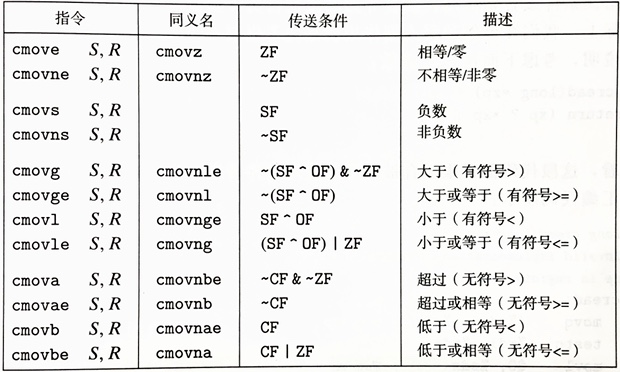 指令 同义名 传送条件 描述
cmove S, R cmovz ZF 相等/零
cmovne S, R cmovnz ~ZF 不相等/非零
cmovs S, R SF 负数
cmovns S, R ~SF 非负数
cmovg S, R cmovnle ~(SF ^ OF) & ~ZF 大于（有符号>）
cmovge S, R cmovnl ~(SF ^ OF) 大于或等于（有符号>=）
cmovl S, R cmovnge SF ^ OF 小于（有符号<）
cmovle S, R cmovng (SF ^ OF) | ZF 小于或等于（有符号<=）
cmova S, R cmovnbe ~CF & ~ZF 超过（无符号>）
cmovae S, R cmovnb ~CF 超过或相等（无符号>=）
cmovb S, R cmovnae CF 低于（无符号<）
cmovbe S, R cmovna CF | ZF 低于或相等（无符号<=）